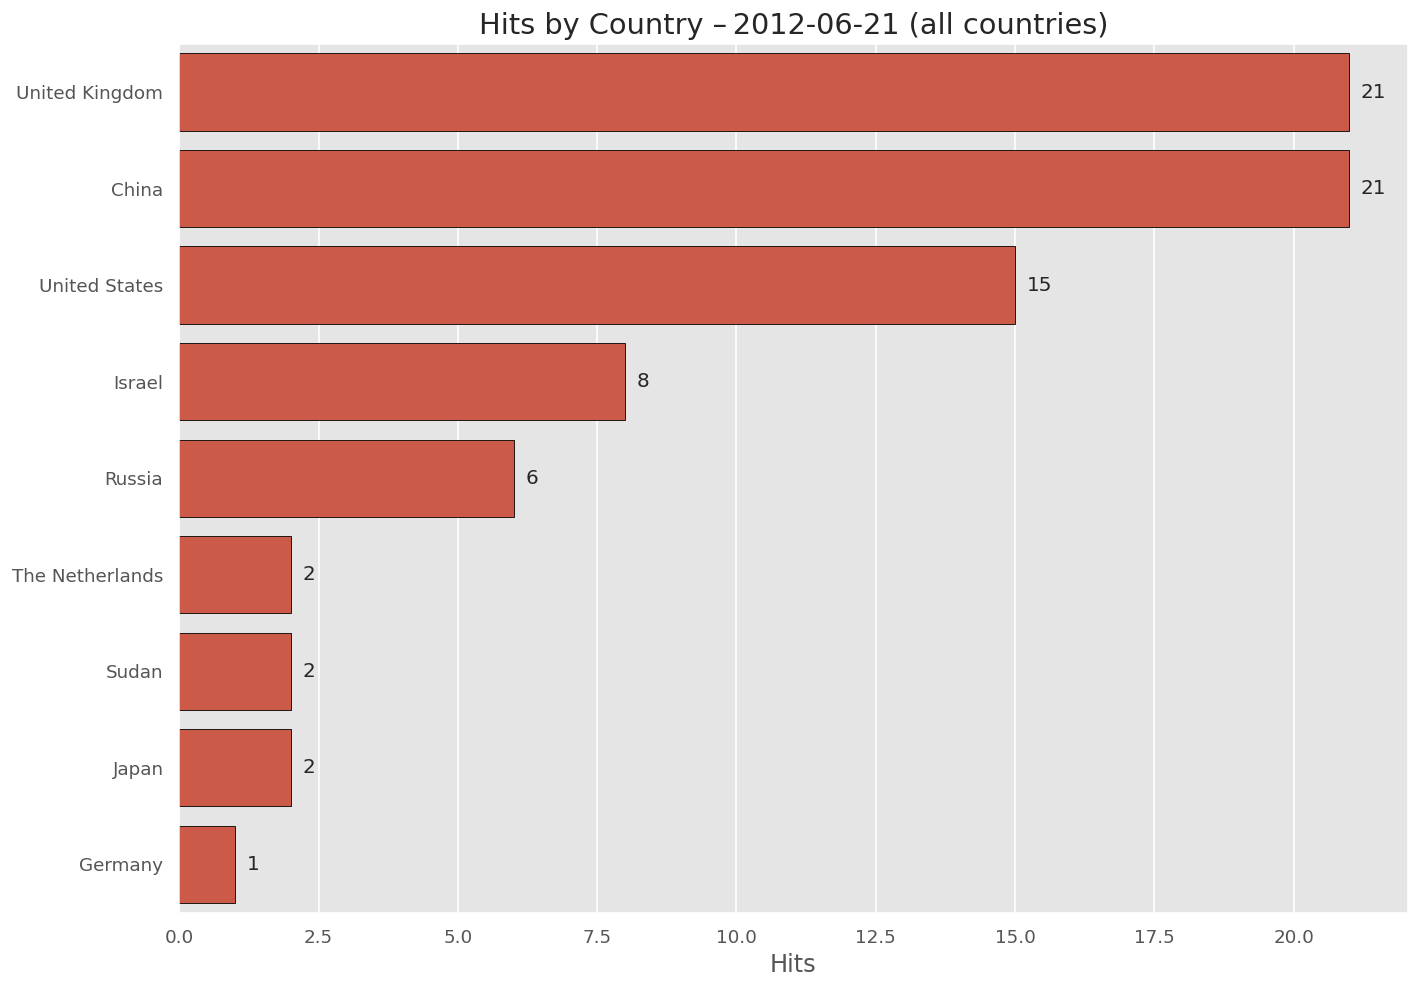 Hits by Country – 2012-06-21 (all countries)
United Kingdom 21
China 21
United States 15
Israel 8
Russia 6
The Netherlands 2
Sudan 2
Japan 2
Germany 1
0.0 2.5 5.0 7.5 10.0 12.5 15.0 17.5 20.0
Hits